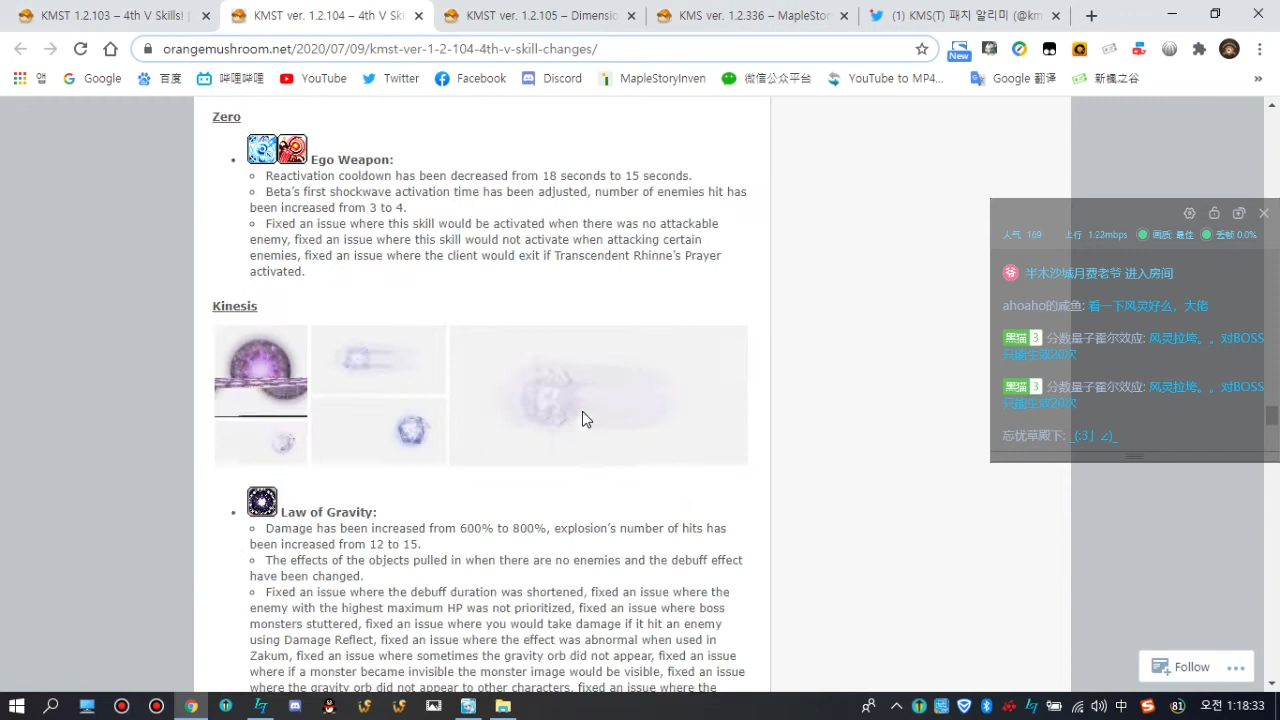 KMST ver. 1.2.103 – 4th V Skills! |
KMST ver. 1.2.104 – 4th V Ski
KMST ver. 1.2.105 – Dimensio
KMS ver. 1.2.336 – MapleStor
(1) KMS(T) 패치 알리미 (@km
orangemushroom.net/2020/07/09/kmst-ver-1-2-104-4th-v-skill-changes/
New
앱
Google
百度
哔哩哔哩
YouTube
Twitter
Facebook
Discord
MapleStoryInven
微信公众平台
YouTube to MP4...
Google 翻译
新楓之谷
»
Zero
Ego Weapon:
Reactivation cooldown has been decreased from 18 seconds to 15 seconds.
Beta's first shockwave activation time has been adjusted, number of enemies hit has
been increased from 3 to 4.
Fixed an issue where this skill would be activated when there was no attackable
enemy, fixed an issue where this skill would not activate when attacking certain
enemies, fixed an issue where the client would exit if Transcendent Rhinne's Prayer
activated.
Kinesis
Law of Gravity:
Damage has been increased from 600% to 800%, explosion's number of hits has
been increased from 12 to 15.
The effects of the objects pulled in when there are no enemies and the debuff effect
have been changed.
Fixed an issue where the debuff duration was shortened, fixed an issue where the
enemy with the highest maximum HP was not prioritized, fixed an issue where boss
monsters stuttered, fixed an issue where you would take damage if it hit an enemy
using Damage Reflect, fixed an issue where the effect was abnormal when used in
Zakum, fixed an issue where sometimes the gravity orb did not appear, fixed an issue
where if a monster became invisible the monster image would be visible, fixed an issue
where the gravity orb did not appear to other characters, fixed an issue where the
人气 169 上行 1.22mbps 画质: 最佳 丢帧 0.0%
爷 半木沙城月费老爷 进入房间
ahoaho的咸鱼: 看一下风灵好么，大佬
黑猫 3 分数量子霍尔效应: 风灵拉垮。。对BOSS
只能生效20次
黑猫 3 分数量子霍尔效应: 风灵拉垮。。对BOSS
只能生效20次
忘忧草殿下: _(:3」∠)_
Follow
中
오전 1:18:33